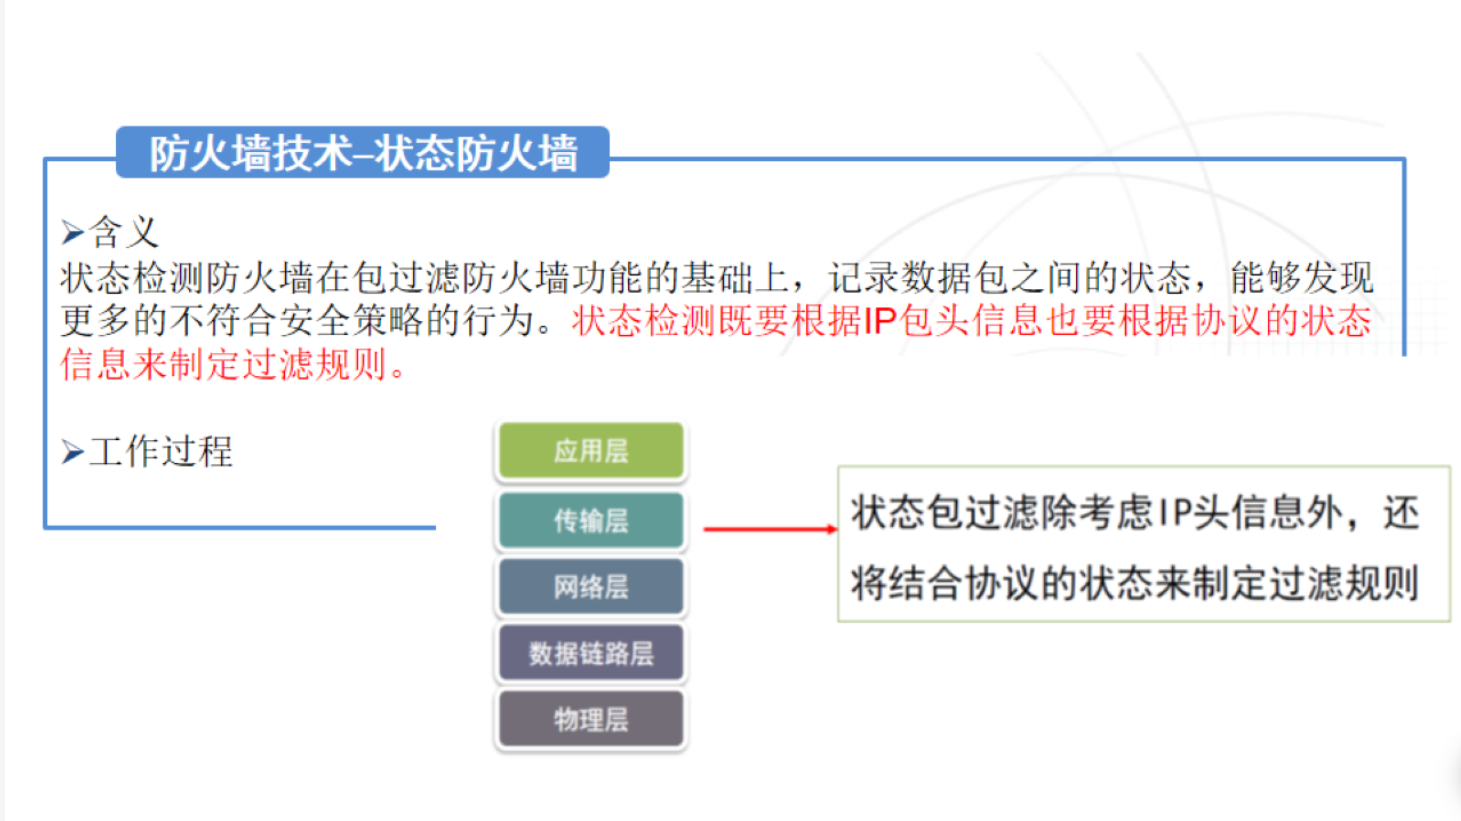 防火墙技术–状态防火墙
➢含义
状态检测防火墙在包过滤防火墙功能的基础上，记录数据包之间的状态，能够发现
更多的不符合安全策略的行为。状态检测既要根据IP包头信息也要根据协议的状态
信息来制定过滤规则。
➢工作过程
应用层
传输层
网络层
数据链路层
物理层
状态包过滤除考虑IP头信息外，还
将结合协议的状态来制定过滤规则